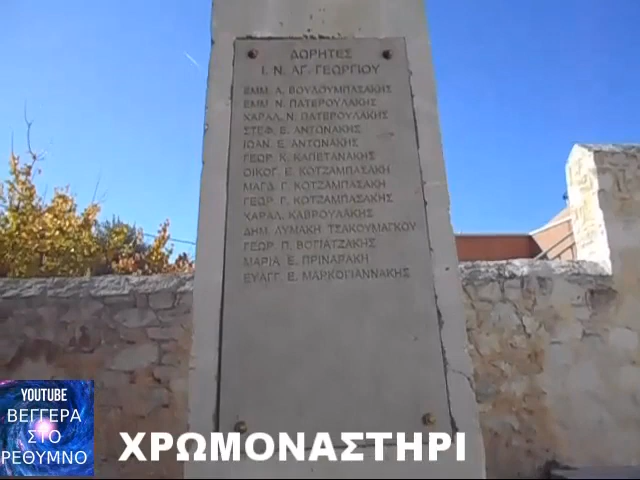 ΔΩΡΗΤΕΣ
Ι. Ν. ΑΓ. ΓΕΩΡΓΙΟΥ
ΕΜΜ. Α. ΒΟΥΛΟΥΜΠΑΣΑΚΗΣ
ΕΜΜ. Ν. ΠΑΤΕΡΟΥΛΑΚΗΣ
ΧΑΡΑΛ. Ν. ΠΑΤΕΡΟΥΛΑΚΗΣ
ΣΤΕΦ. Ε. ΑΝΤΩΝΑΚΗΣ
ΙΩΑΝ. Ε. ΑΝΤΩΝΑΚΗΣ
ΓΕΩΡ. Κ. ΚΑΠΕΤΑΝΑΚΗΣ
ΟΙΚΟΓ. Ε. ΚΟΤΖΑΜΠΑΣΑΚΗ
ΜΑΓΔ. Γ. ΚΟΤΖΑΜΠΑΣΑΚΗ
ΓΕΩΡ. Γ. ΚΟΤΖΑΜΠΑΣΑΚΗΣ
ΧΑΡΑΛ. ΚΑΒΡΟΥΛΑΚΗΣ
ΔΗΜ. ΛΥΜΑΚΗ ΤΣΑΚΟΥΜΑΓΚΟΥ
ΓΕΩΡ. Π. ΒΟΓΙΑΤΖΑΚΗΣ
ΜΑΡΙΑ Ε. ΠΡΙΝΑΡΑΚΗ
ΕΥΑΓΓ. Ε. ΜΑΡΚΟΓΙΑΝΝΑΚΗΣ
YOUTUBE
ΒΕΓΓΕΡΑ
ΣΤΟ
ΡΕΘΥΜΝΟ
ΧΡΩΜΟΝΑΣΤΗΡΙ